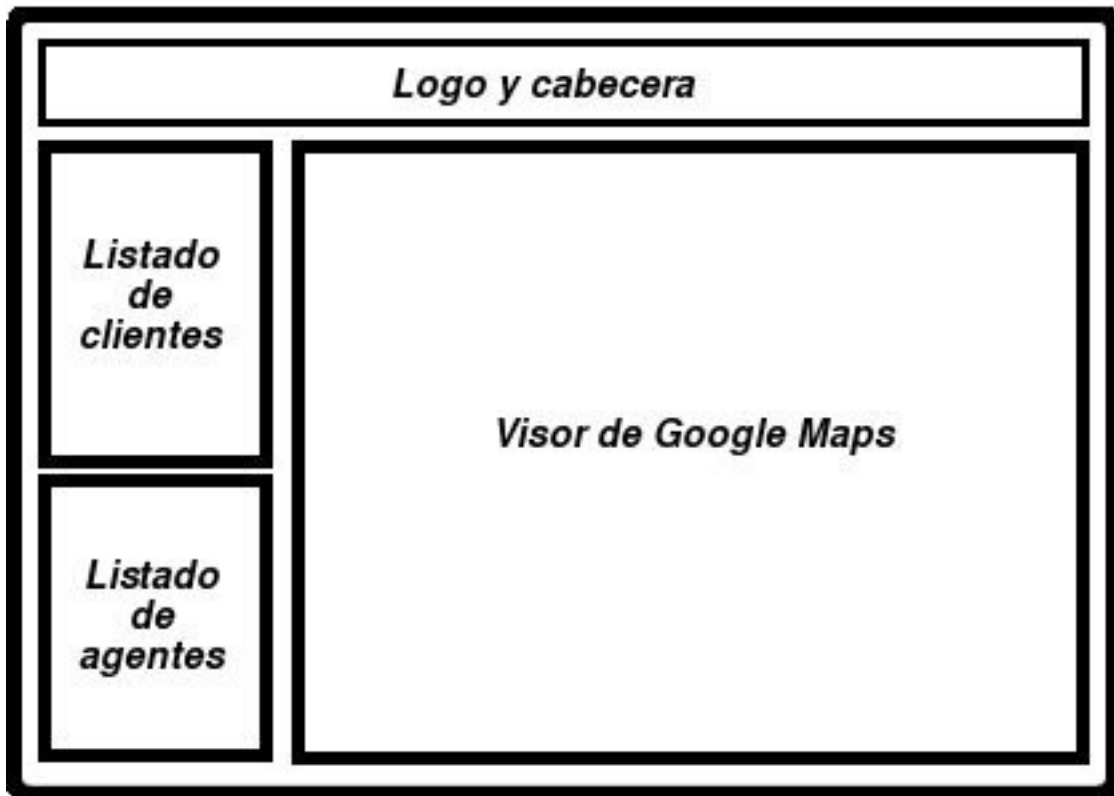 Logo y cabecera
Listado
de
clientes
Visor de Google Maps
Listado
de
agentes